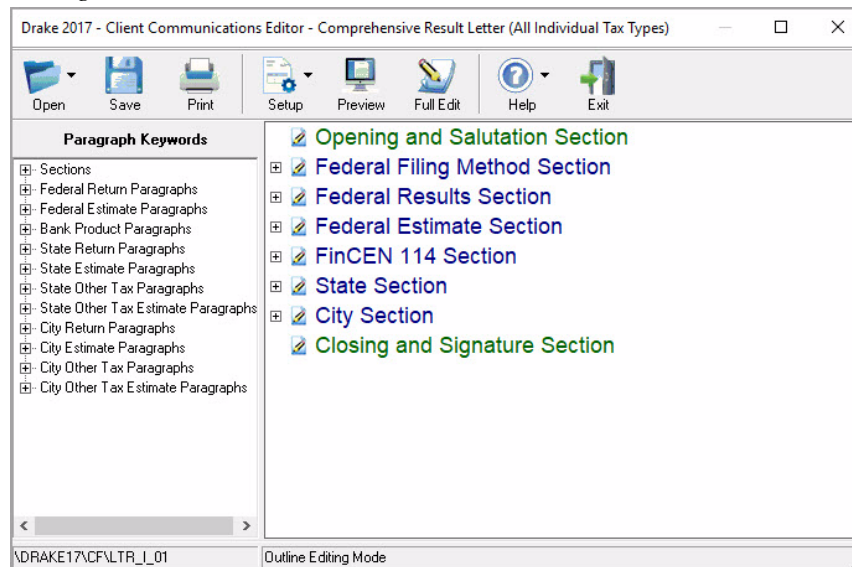 Drake 2017 - Client Communications Editor - Comprehensive Result Letter (All Individual Tax Types)
Open Save Print Setup Preview Full Edit Help Exit
Paragraph Keywords
Sections
Federal Return Paragraphs
Federal Estimate Paragraphs
Bank Product Paragraphs
State Return Paragraphs
State Estimate Paragraphs
State Other Tax Paragraphs
State Other Tax Estimate Paragraphs
City Return Paragraphs
City Estimate Paragraphs
City Other Tax Paragraphs
City Other Tax Estimate Paragraphs
Opening and Salutation Section
Federal Filing Method Section
Federal Results Section
Federal Estimate Section
FinCEN 114 Section
State Section
City Section
Closing and Signature Section
\DRAKE17\CF\LTR_I_01
Outline Editing Mode